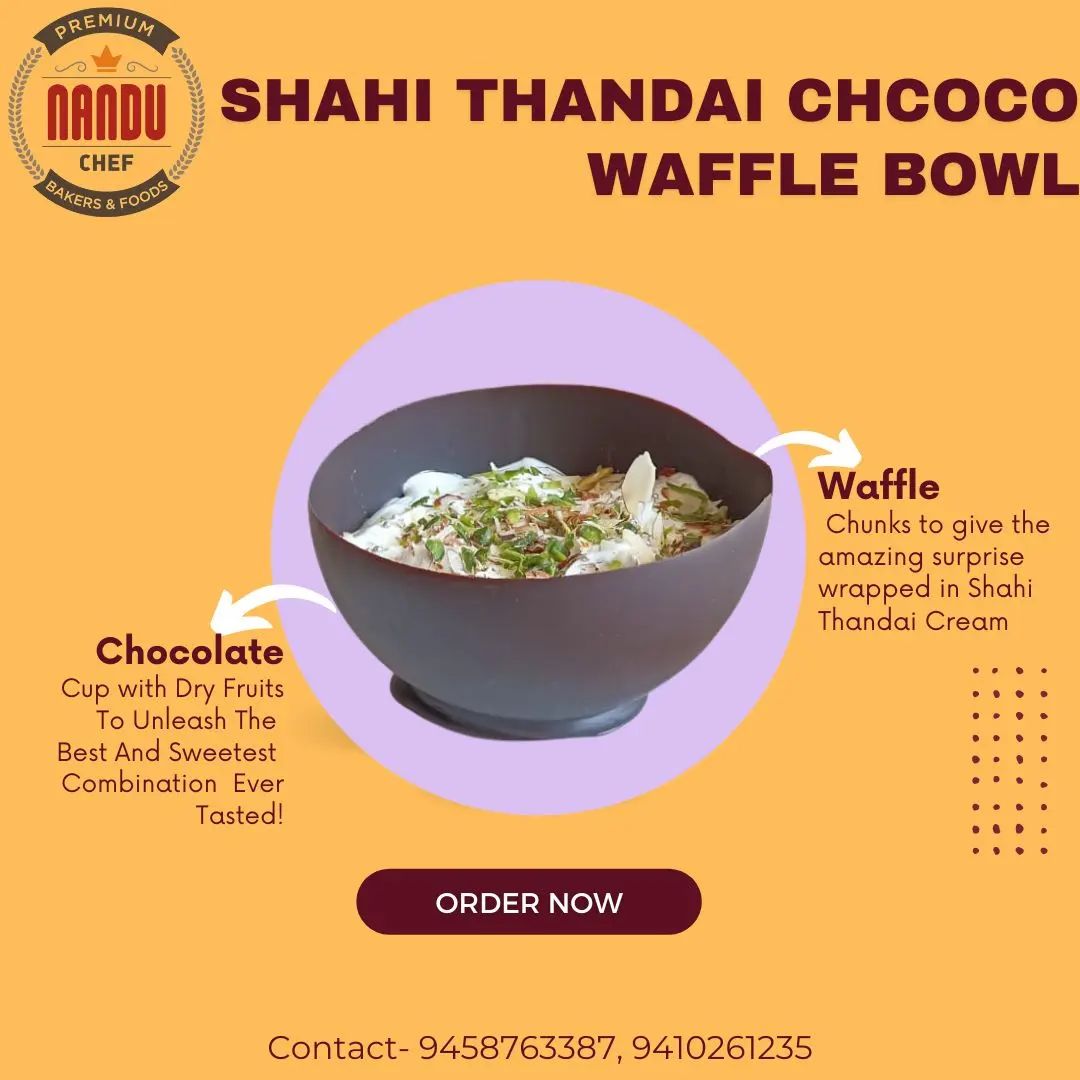 PREMIUM
NANDU
CHEF
BAKERS & FOODS
SHAHI THANDAI CHCOCO
WAFFLE BOWL
Waffle
Chunks to give the
amazing surprise
wrapped in Shahi
Thandai Cream
Chocolate
Cup with Dry Fruits
To Unleash The
Best And Sweetest
Combination Ever
Tasted!
ORDER NOW
Contact- 9458763387, 9410261235